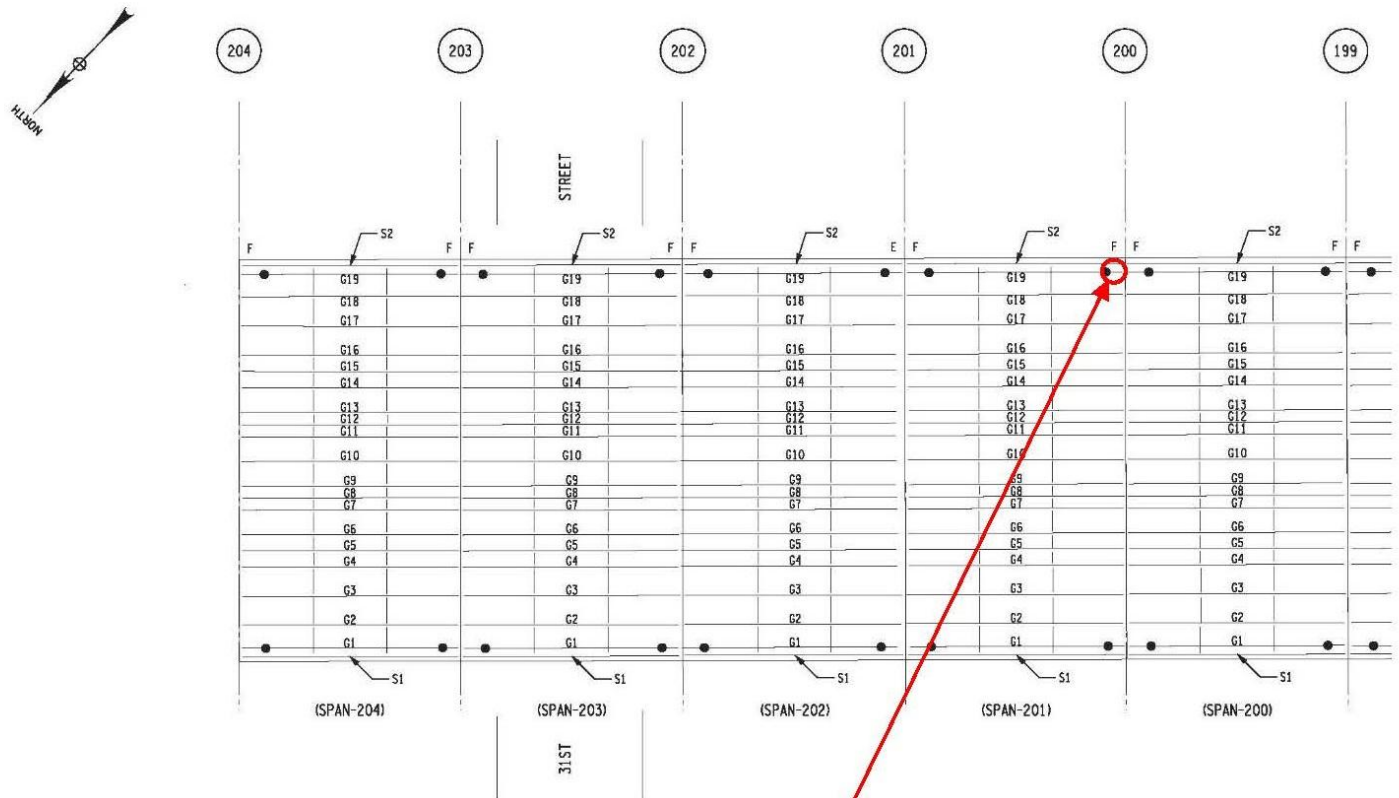 NORTH
204 203 202 201 200 199
STREET
S2 S2 S2 S2 S2
F F F F F E F F F F F
G19 G19 G19 G19 G19
G18 G18 G18 G18 G18
G17 G17 G17 G17 G17
G16 G16 G16 G16 G16
G15 G15 G15 G15 G15
G14 G14 G14 G14 G14
G13 G13 G13 G13 G13
G12 G12 G12 G12 G12
G11 G11 G11 G11 G11
G10 G10 G10 G10 G10
G9 G9 G9 G9 G9
G8 G8 G8 G8 G8
G7 G7 G7 G7 G7
G6 G6 G6 G6 G6
G5 G5 G5 G5 G5
G4 G4 G4 G4 G4
G3 G3 G3 G3 G3
G2 G2 G2 G2 G2
G1 G1 G1 G1 G1
S1 S1 S1 S1 S1
(SPAN-204) (SPAN-203) (SPAN-202) (SPAN-201) (SPAN-200)
31ST